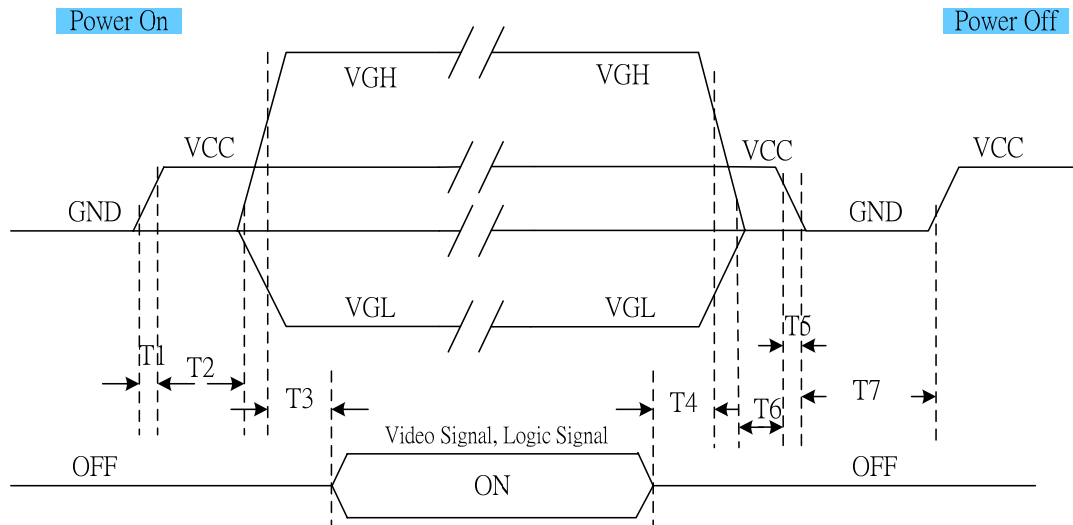 Power On
Power Off
VGH
VGH
VCC
VCC
VCC
GND
GND
VGL
VGL
T5
T1
T2
T3
T4
T6
T7
Video Signal, Logic Signal
OFF
ON
OFF